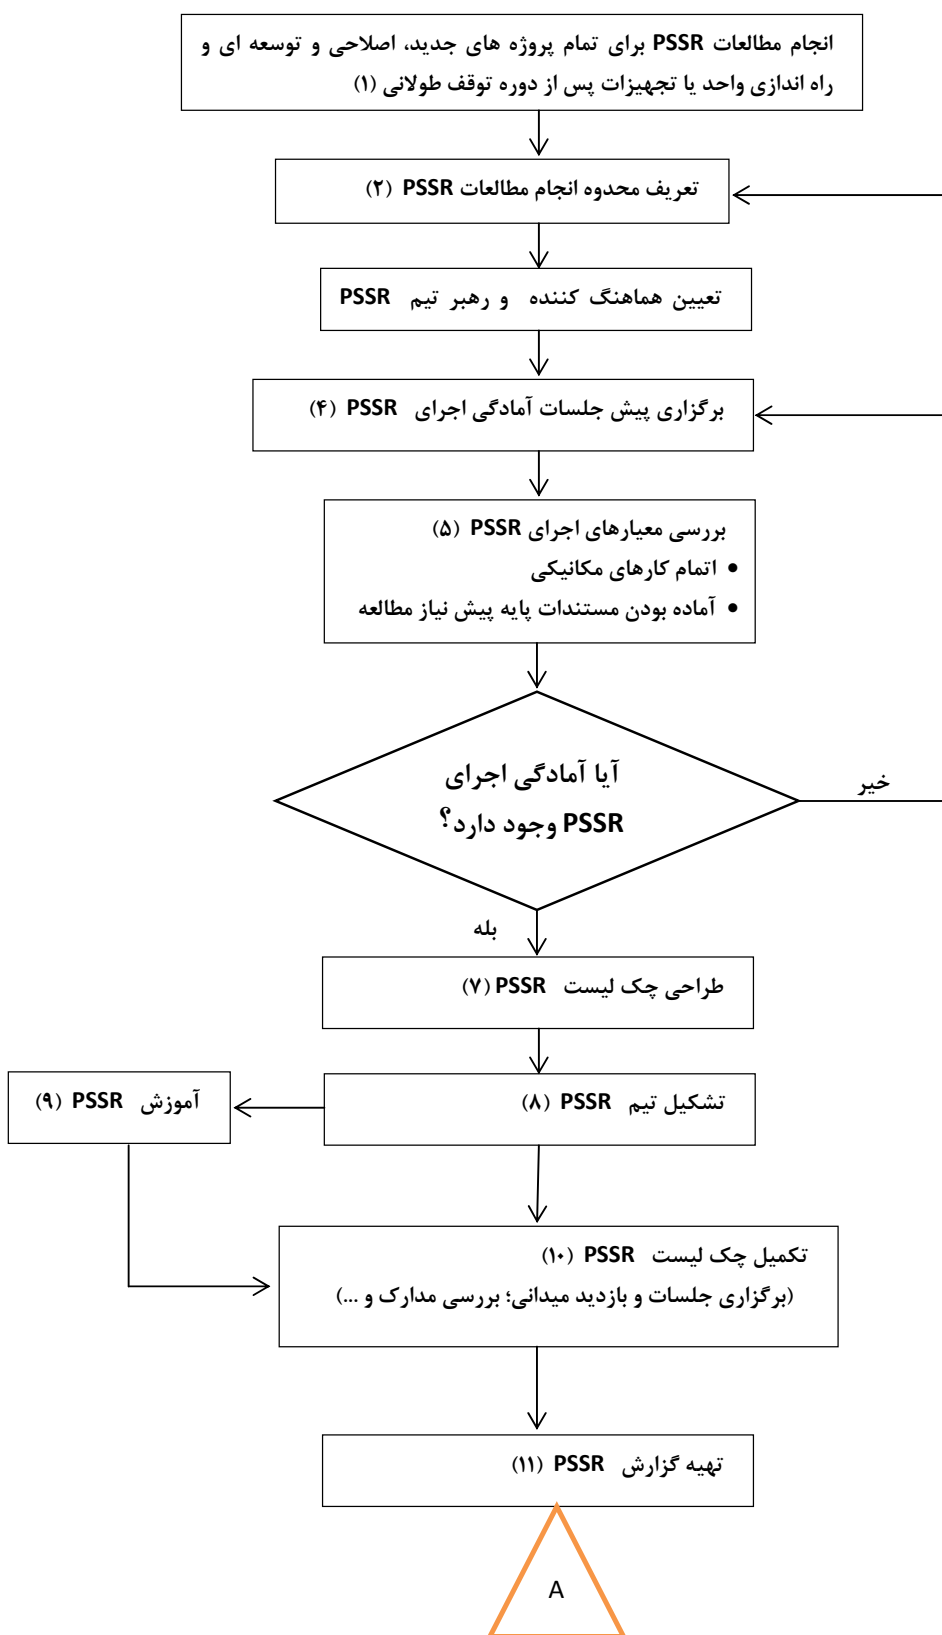 انجام مطالعات PSSR برای تمام پروژه های جدید، اصلاحی و توسعه ای و
راه اندازی واحد یا تجهیزات پس از دوره توقف طولانی (۱)
تعریف محدوده انجام مطالعات PSSR (۲)
تعیین هماهنگ کننده و رهبر تیم PSSR
برگزاری پیش جلسات آمادگی اجرای PSSR (۴)
بررسی معیارهای اجرای PSSR (۵)
• اتمام کارهای مکانیکی
• آماده بودن مستندات پایه پیش نیاز مطالعه
آیا آمادگی اجرای
PSSR وجود دارد؟
خیر
بله
طراحی چک لیست PSSR (۷)
تشکیل تیم PSSR (۸)
آموزش PSSR (۹)
تکمیل چک لیست PSSR (۱۰)
(برگزاری جلسات و بازدید میدانی؛ بررسی مدارک و ...)
تهیه گزارش PSSR (۱۱)
A